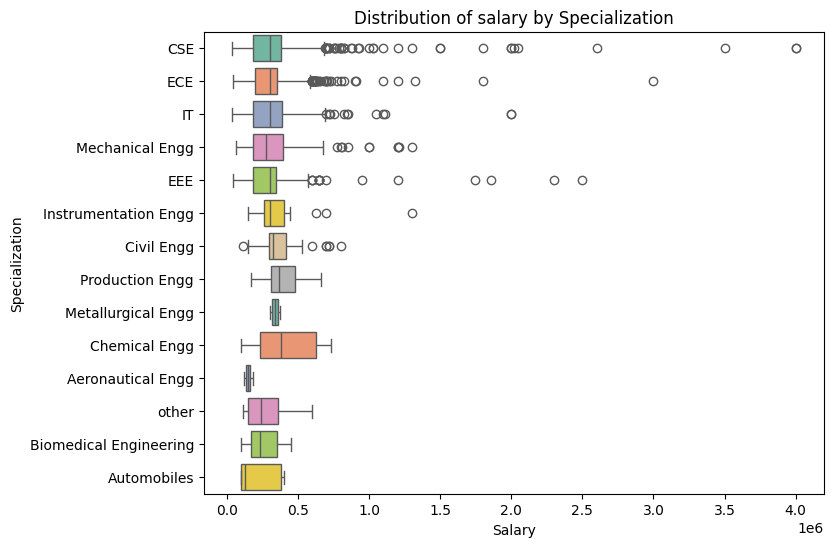 Distribution of salary by Specialization
Specialization
CSE
ECE
IT
Mechanical Engg
EEE
Instrumentation Engg
Civil Engg
Production Engg
Metallurgical Engg
Chemical Engg
Aeronautical Engg
other
Biomedical Engineering
Automobiles
0.0 0.5 1.0 1.5 2.0 2.5 3.0 3.5 4.0
1e6
Salary